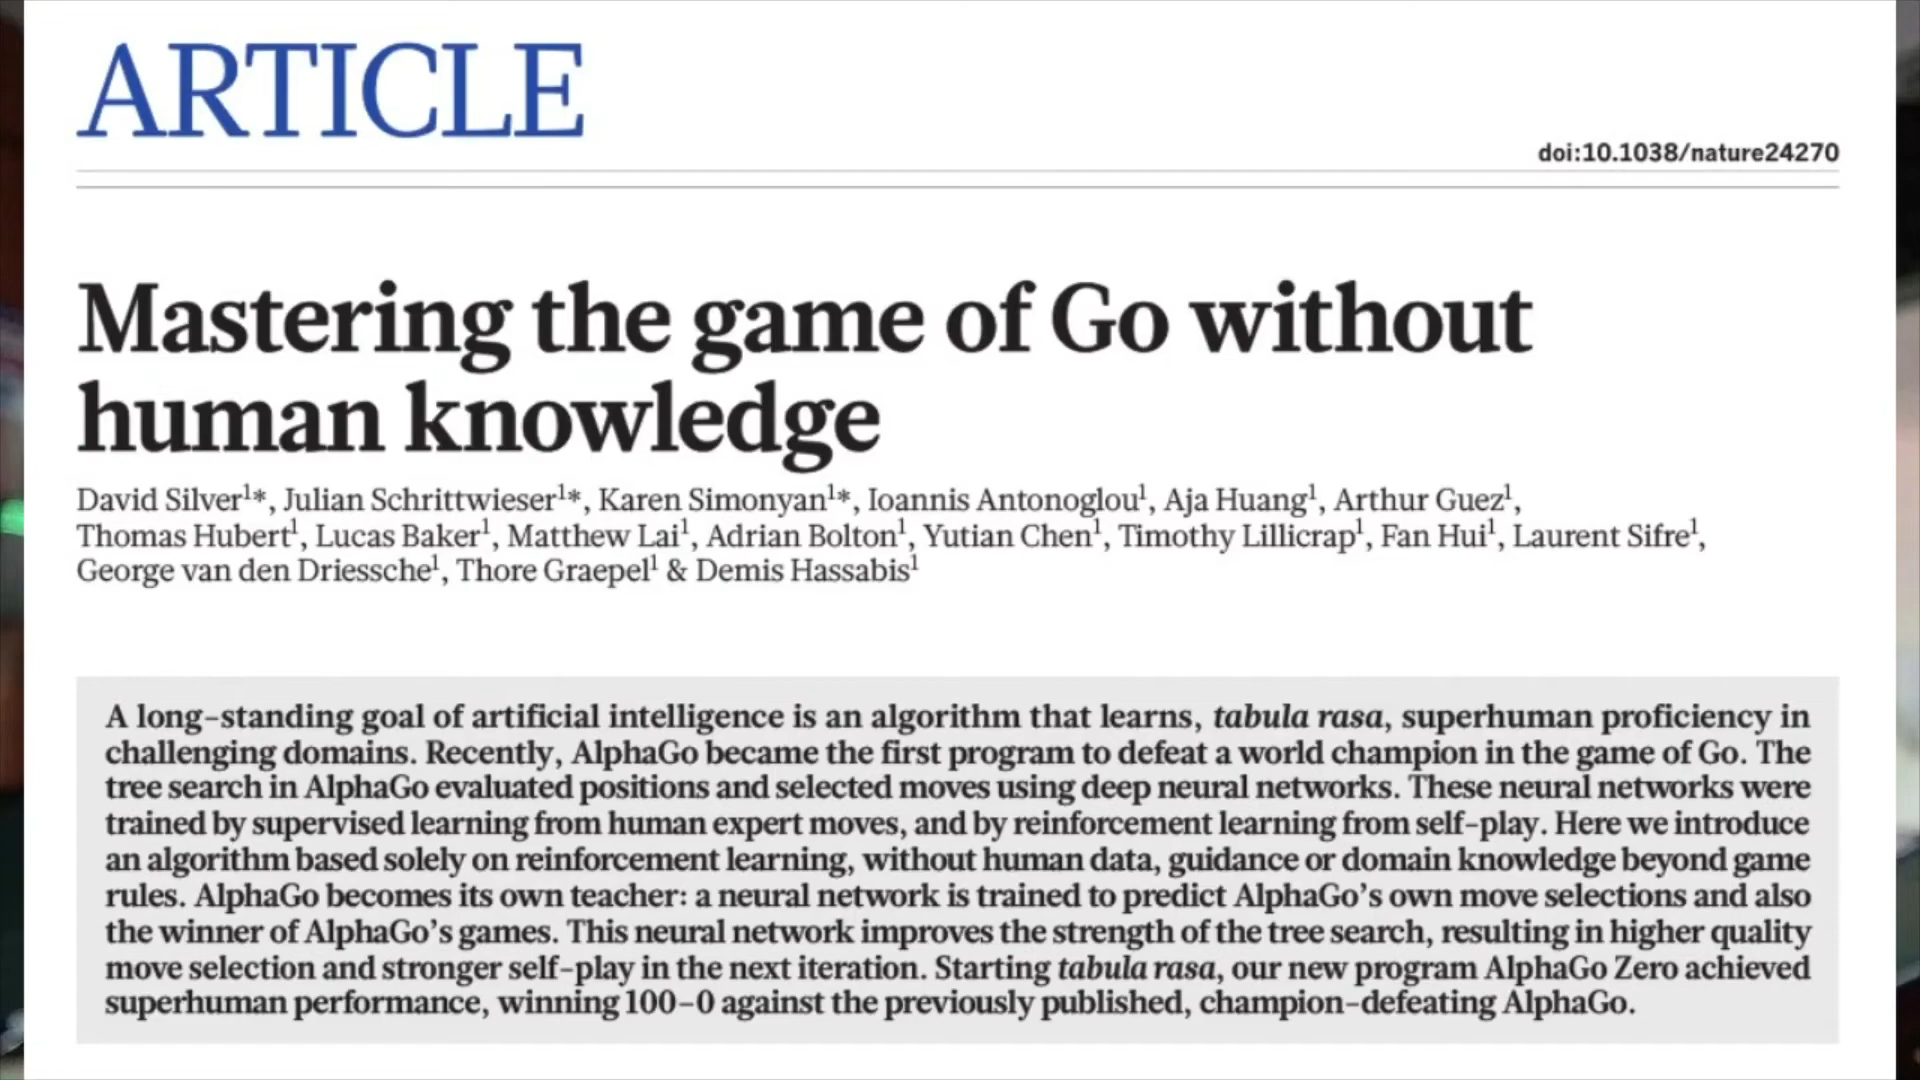 ARTICLE
doi:10.1038/nature24270
Mastering the game of Go without
human knowledge
David Silver1*, Julian Schrittwieser1*, Karen Simonyan1*, Ioannis Antonoglou1, Aja Huang1, Arthur Guez1,
Thomas Hubert1, Lucas Baker1, Matthew Lai1, Adrian Bolton1, Yutian Chen1, Timothy Lillicrap1, Fan Hui1, Laurent Sifre1,
George van den Driessche1, Thore Graepel1 & Demis Hassabis1
A long-standing goal of artificial intelligence is an algorithm that learns, tabula rasa, superhuman proficiency in
challenging domains. Recently, AlphaGo became the first program to defeat a world champion in the game of Go. The
tree search in AlphaGo evaluated positions and selected moves using deep neural networks. These neural networks were
trained by supervised learning from human expert moves, and by reinforcement learning from self-play. Here we introduce
an algorithm based solely on reinforcement learning, without human data, guidance or domain knowledge beyond game
rules. AlphaGo becomes its own teacher: a neural network is trained to predict AlphaGo's own move selections and also
the winner of AlphaGo's games. This neural network improves the strength of the tree search, resulting in higher quality
move selection and stronger self-play in the next iteration. Starting tabula rasa, our new program AlphaGo Zero achieved
superhuman performance, winning 100–0 against the previously published, champion-defeating AlphaGo.